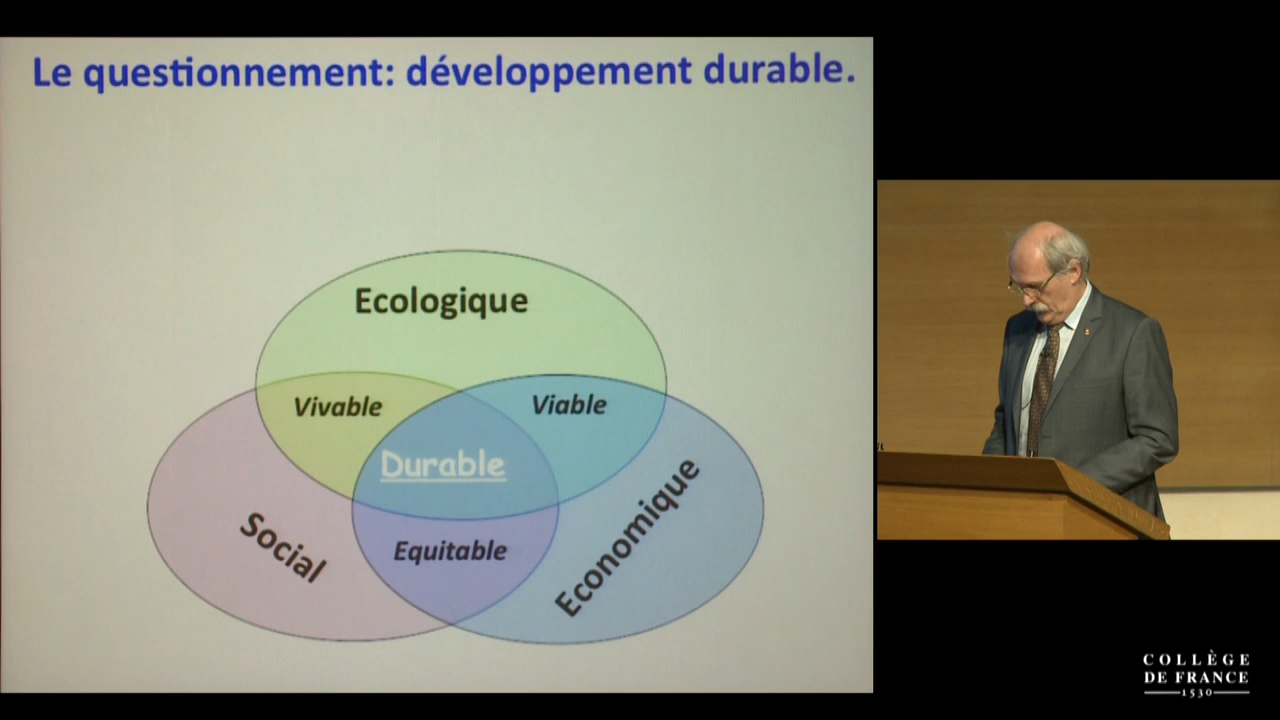 Le questionnement: développement durable.
Ecologique
Vivable
Viable
Durable
Social
Equitable
Economique
COLLÈGE
DE FRANCE
1530